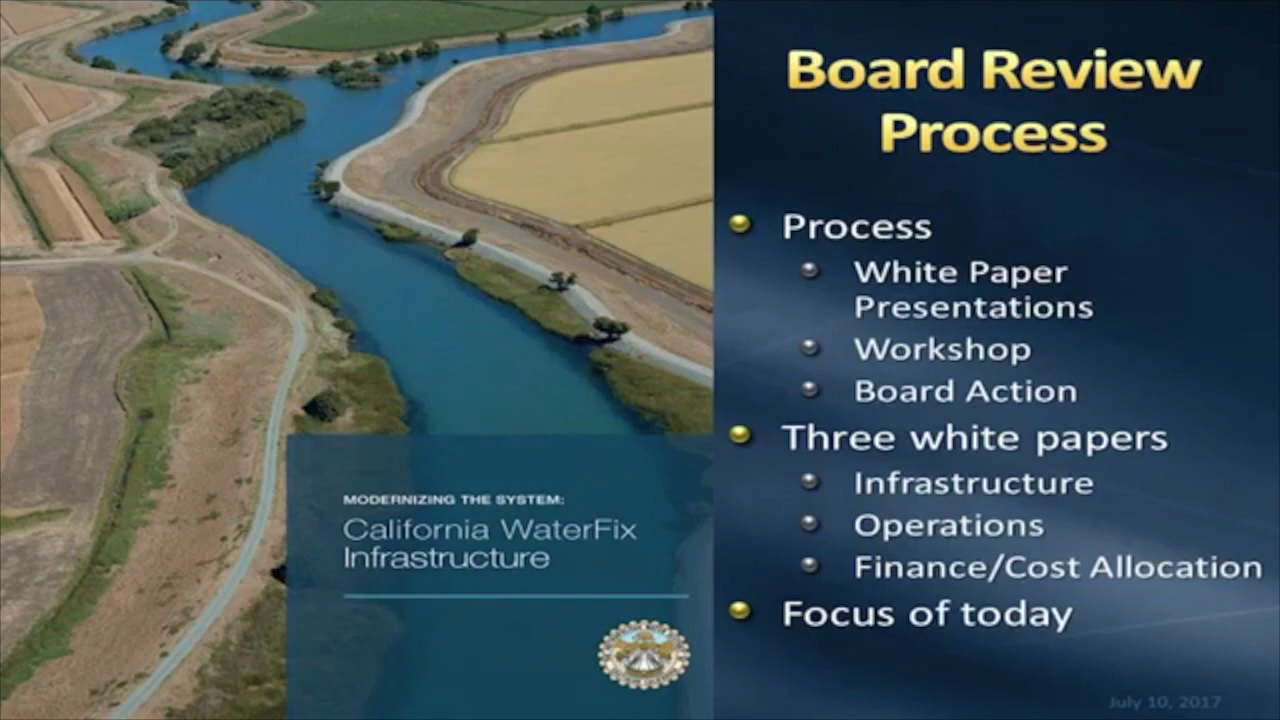 MODERNIZING THE SYSTEM:
California WaterFix
Infrastructure
Board Review
Process
Process
White Paper
Presentations
Workshop
Board Action
Three white papers
Infrastructure
Operations
Finance/Cost Allocation
Focus of today
July 10, 2017